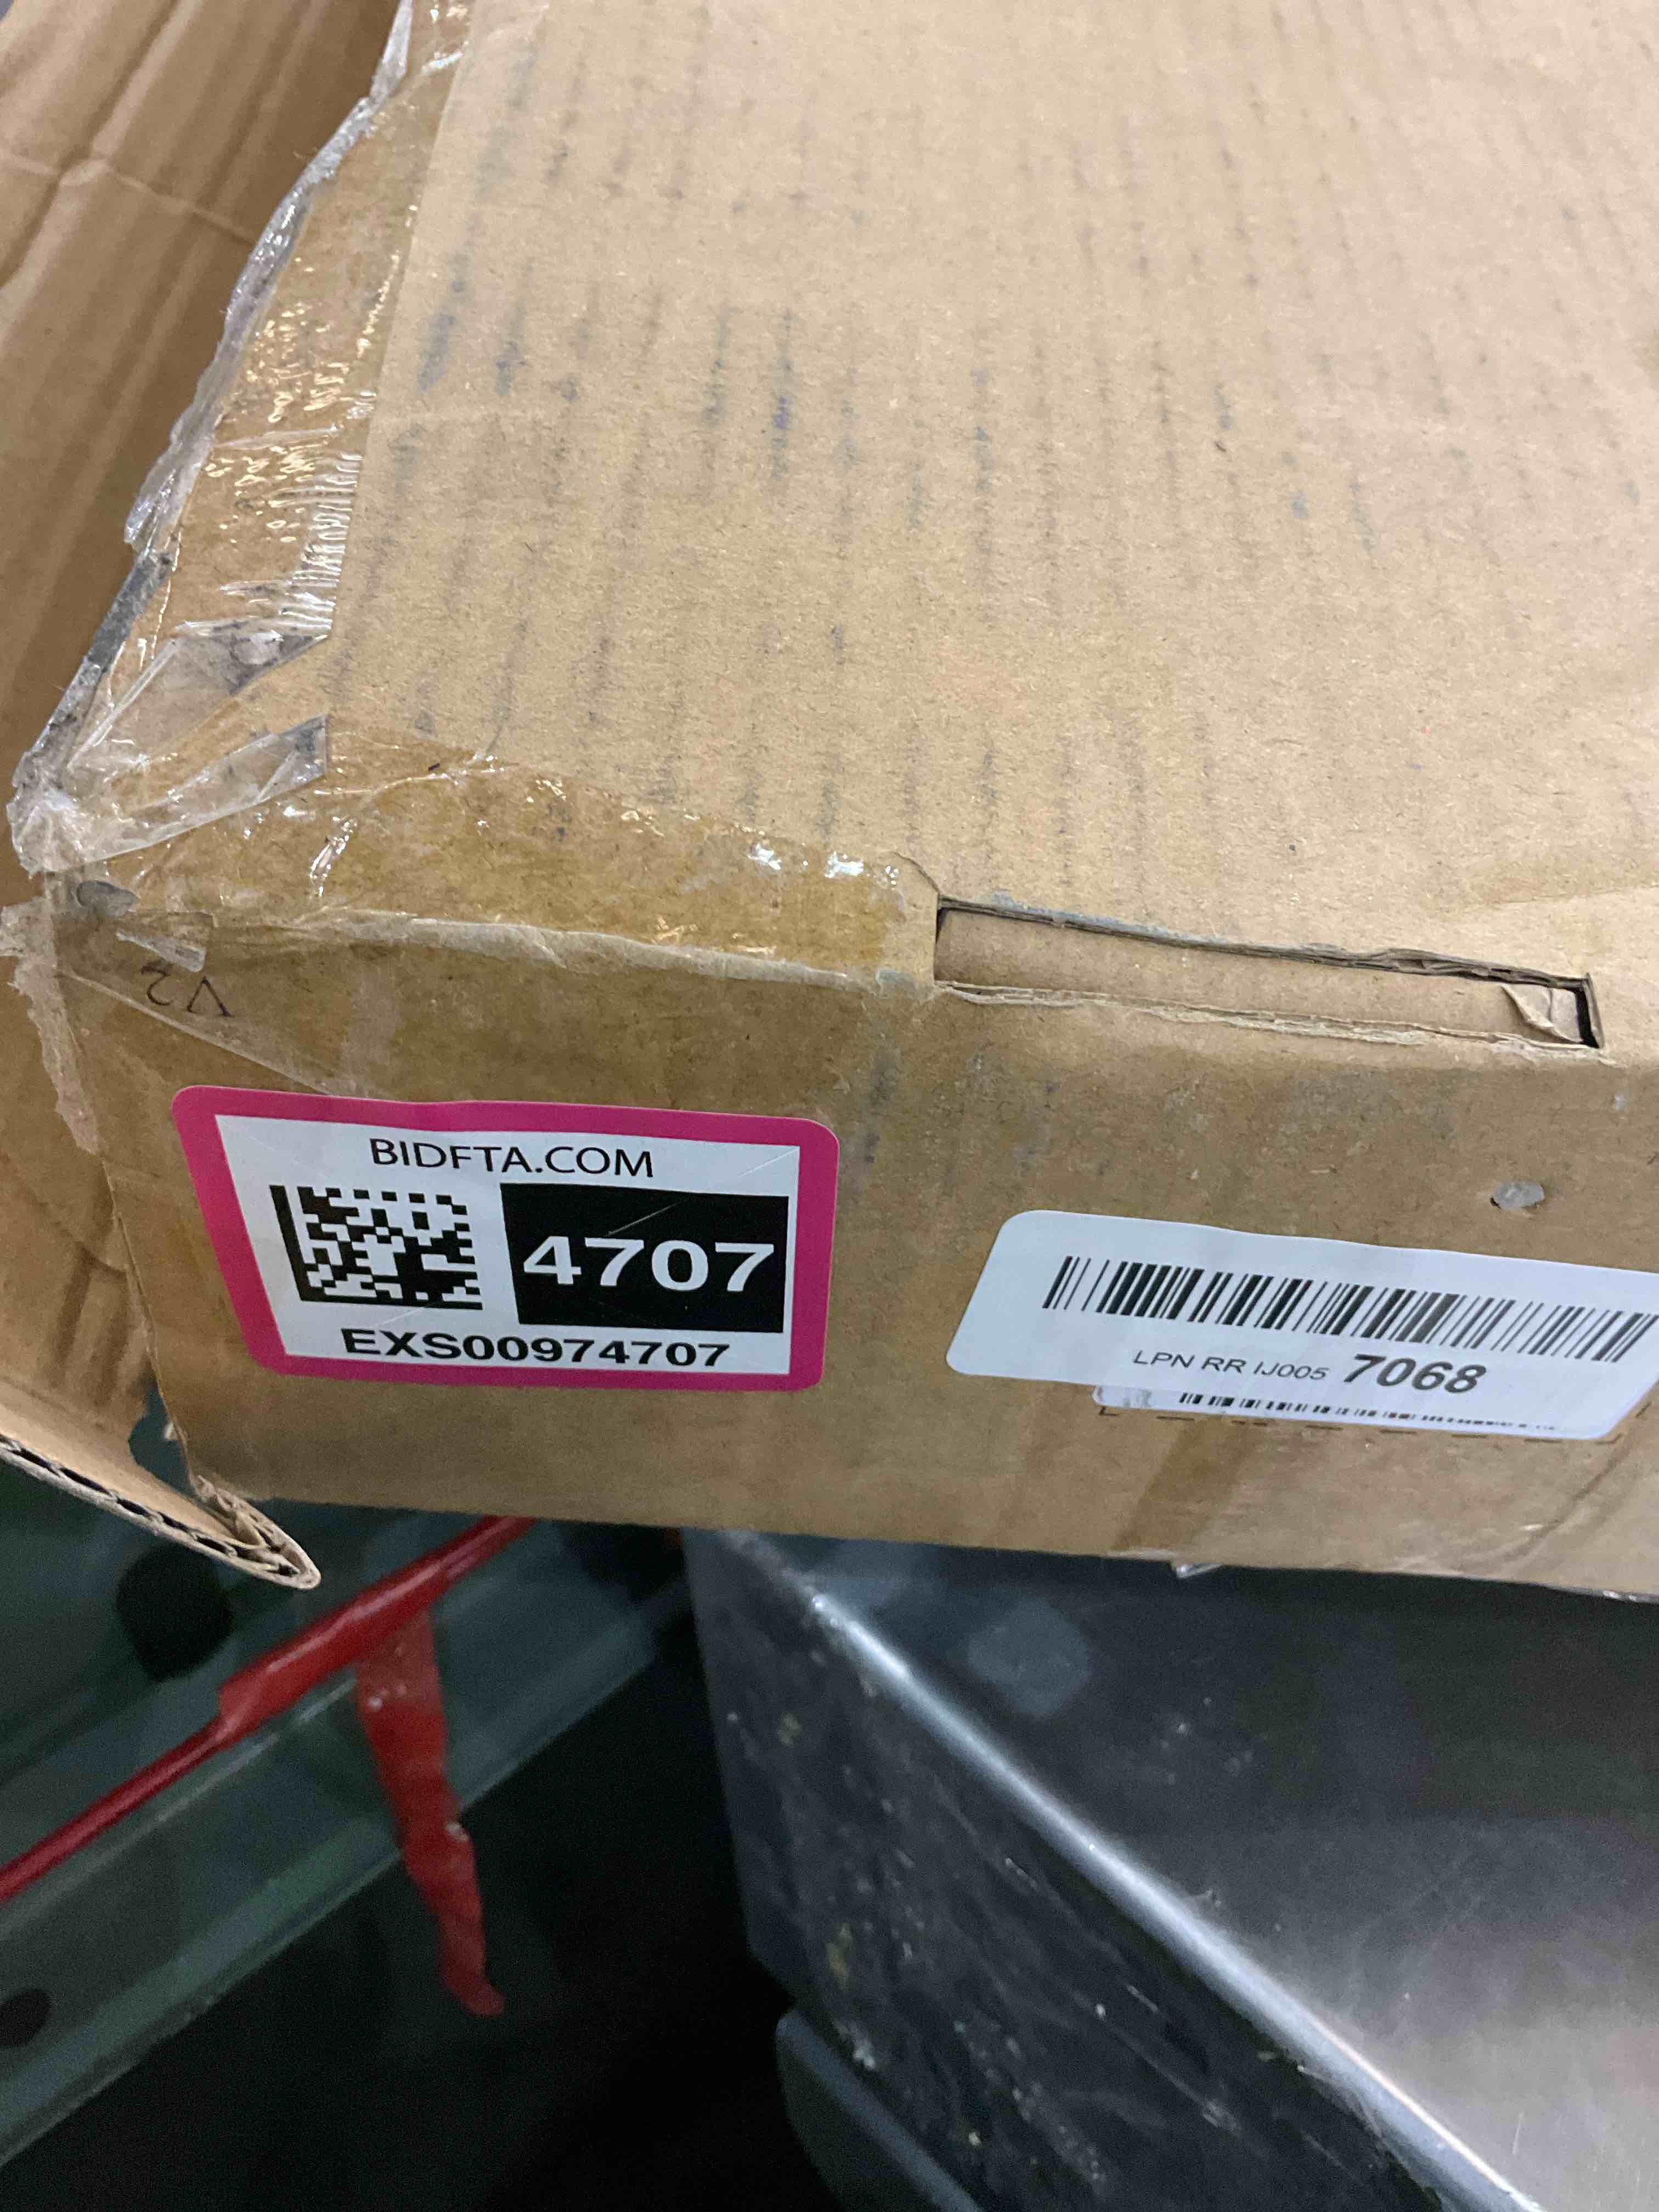 V2
BIDFTA.COM
4707
EXS00974707
LPN RR IJ005 7068